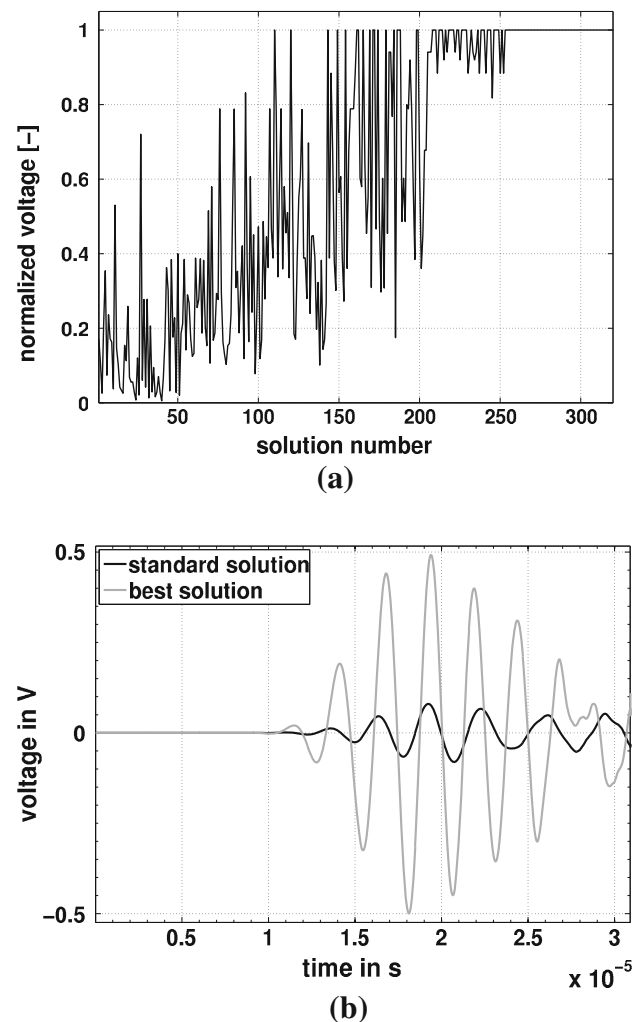 1
0.8
0.6
0.4
0.2
0
normalized voltage [-]
50 100 150 200 250 300
solution number
(a)
0.5
0
−0.5
voltage in V
standard solution
best solution
0.5 1 1.5 2 2.5 3
time in s
x 10⁻⁵
(b)